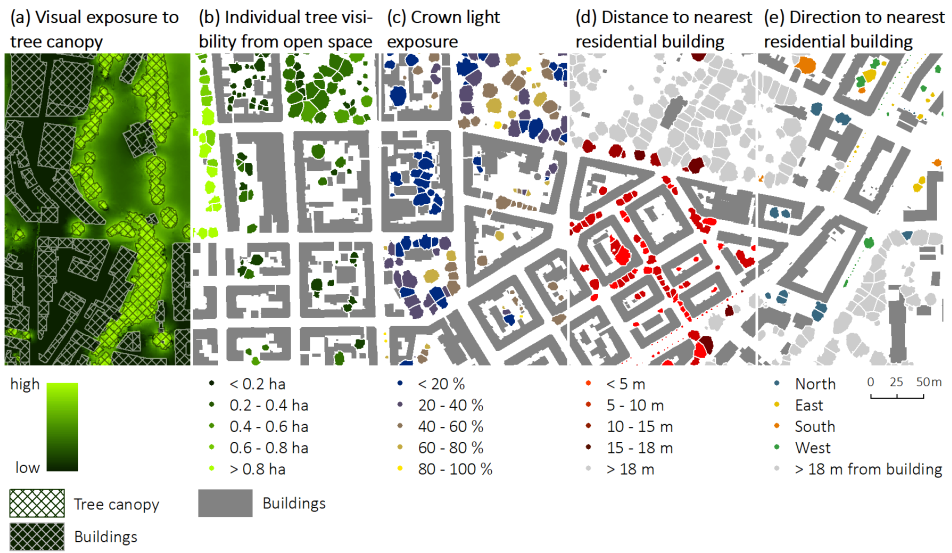 (a) Visual exposure to
tree canopy
(b) Individual tree visi-
bility from open space
(c) Crown light
exposure
(d) Distance to nearest
residential building
(e) Direction to nearest
residential building
high
low
Tree canopy
Buildings
< 0.2 ha
0.2 - 0.4 ha
0.4 - 0.6 ha
0.6 - 0.8 ha
> 0.8 ha
Buildings
< 20 %
20 - 40 %
40 - 60 %
60 - 80 %
80 - 100 %
< 5 m
5 - 10 m
10 - 15 m
15 - 18 m
> 18 m
North
East
South
West
> 18 m from building
0 25 50m